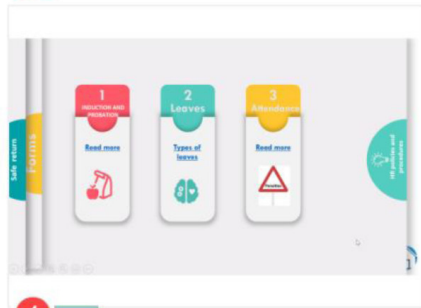 1
INDUCTION AND
PROBATION
Read more
2
Leaves
Types of
leaves
3
Attendance
Read more
Safe return
Forms
HR policies and
procedures